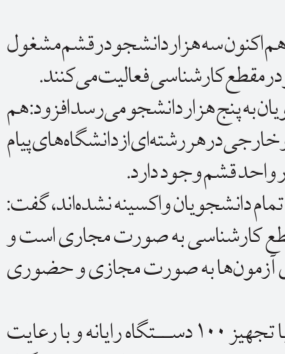 هم‌اکنون سه هزار دانشجو در قشم مشغول
در مقطع کارشناسی فعالیت می‌کنند.
ویان به پنج هزار دانشجو می‌رسد افزود: هم
وخارجی در هر رشته‌ای از دانشگاه‌های پیام
ر واحد قشم وجود دارد.
تمام دانشجویان واکسینه نشده‌اند، گفت:
طع کارشناسی به صورت مجازی است و
ی آزمون‌ها به صورت مجازی و حضوری
با تجهیز ۱۰۰ دستگاه رایانه و با رعایت